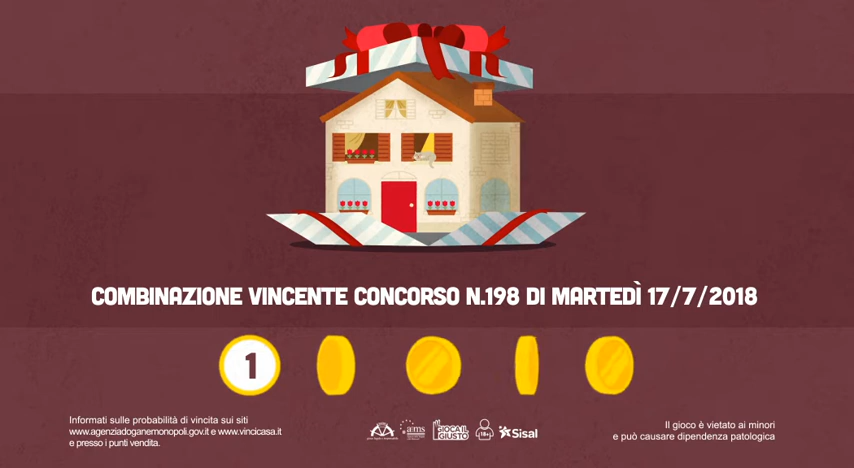 COMBINAZIONE VINCENTE CONCORSO N.198 DI MARTEDÌ 17/7/2018
1
Informati sulle probabilità di vincita sui siti
www.agenziadoganemonopoli.gov.it e www.vincicasa.it
e presso i punti vendita.
aams
GIOCA IL
GIUSTO
18+
Sisal
Il gioco è vietato ai minori
e può causare dipendenza patologica